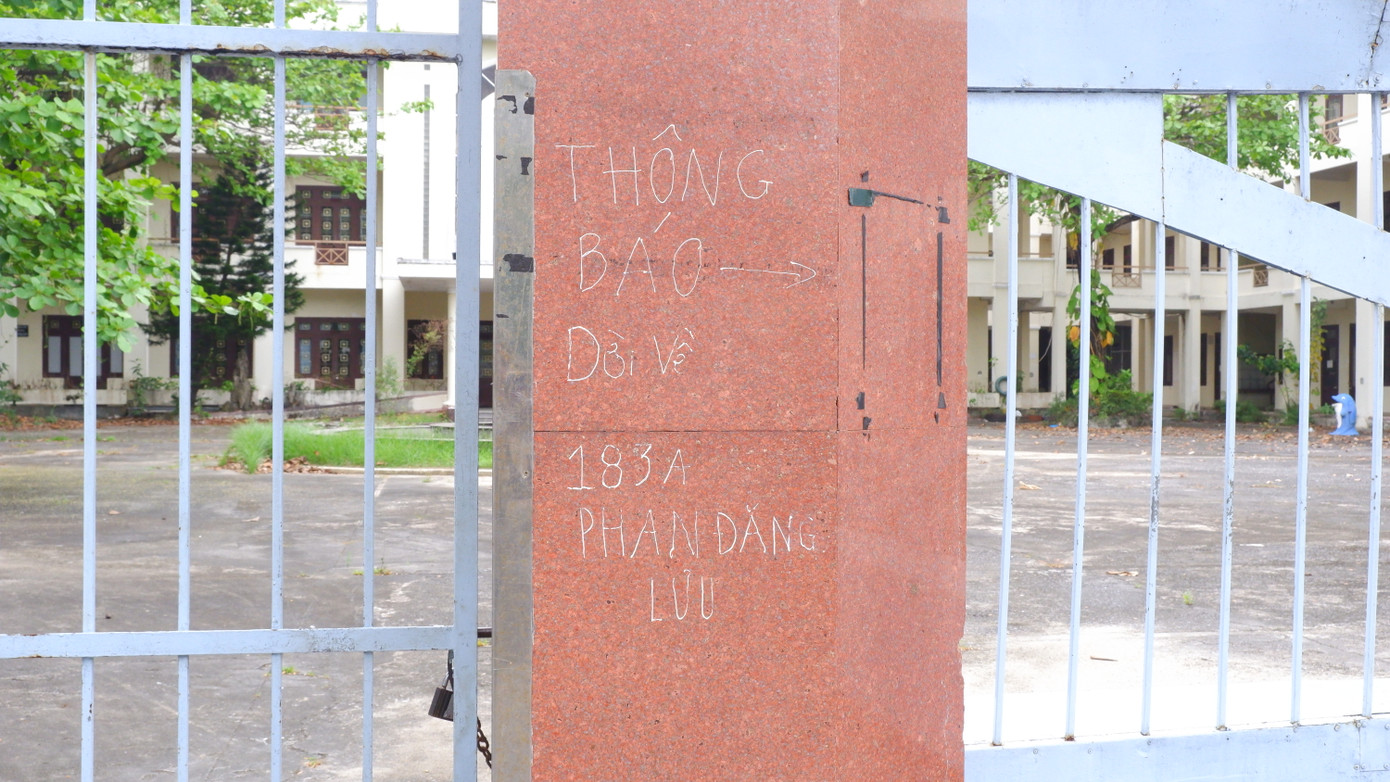 THÔNG
BÁO →
Dời Về
183A
PHAN ĐĂNG
LƯU